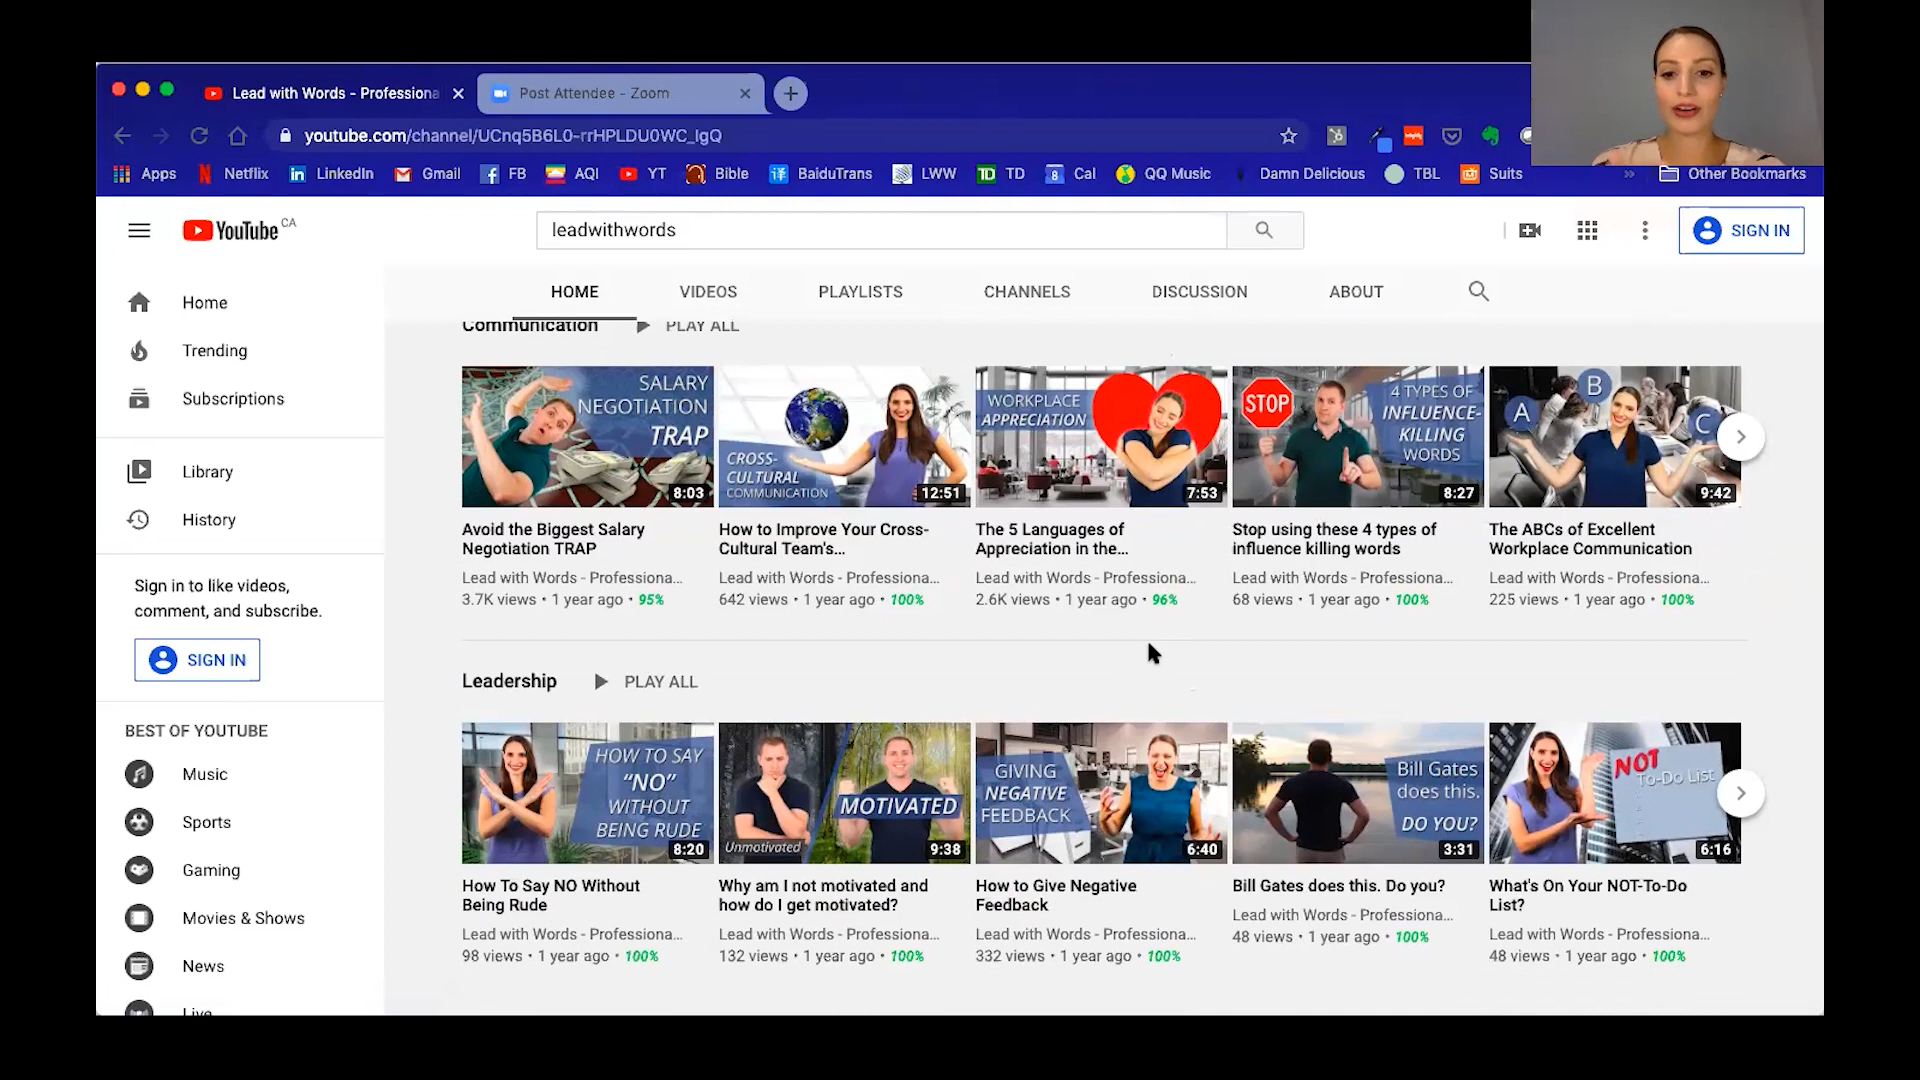 Lead with Words - Professiona
Post Attendee - Zoom
youtube.com/channel/UCnq5B6L0-rrHPLDU0WC_lgQ
Apps Netflix LinkedIn Gmail FB AQI YT Bible BaiduTrans LWW TD Cal QQ Music Damn Delicious TBL Suits Other Bookmarks
YouTube CA
leadwithwords
SIGN IN
HOME VIDEOS PLAYLISTS CHANNELS DISCUSSION ABOUT
Home
Trending
Subscriptions
Library
History
Sign in to like videos,
comment, and subscribe.
SIGN IN
BEST OF YOUTUBE
Music
Sports
Gaming
Movies & Shows
News
Live
Communication PLAY ALL
SALARY
NEGOTIATION
TRAP
8:03
Avoid the Biggest Salary
Negotiation TRAP
Lead with Words - Professiona...
3.7K views • 1 year ago • 95%
CROSS-
CULTURAL
COMMUNICATION
12:51
How to Improve Your Cross-
Cultural Team's...
Lead with Words - Professiona...
642 views • 1 year ago • 100%
WORKPLACE
APPRECIATION
7:53
The 5 Languages of
Appreciation in the...
Lead with Words - Professiona...
2.6K views • 1 year ago • 96%
STOP
4 TYPES OF
INFLUENCE-
KILLING
WORDS
8:27
Stop using these 4 types of
influence killing words
Lead with Words - Professiona...
68 views • 1 year ago • 100%
A B C
9:42
The ABCs of Excellent
Workplace Communication
Lead with Words - Professiona...
225 views • 1 year ago • 100%
Leadership PLAY ALL
HOW TO SAY
"NO"
WITHOUT
BEING RUDE
8:20
How To Say NO Without
Being Rude
Lead with Words - Professiona...
98 views • 1 year ago • 100%
MOTIVATED
Unmotivated
9:38
Why am I not motivated and
how do I get motivated?
Lead with Words - Professiona...
132 views • 1 year ago • 100%
GIVING
NEGATIVE
FEEDBACK
6:40
How to Give Negative
Feedback
Lead with Words - Professiona...
332 views • 1 year ago • 100%
Bill Gates
does this.
DO YOU?
3:31
Bill Gates does this. Do you?
Lead with Words - Professiona...
48 views • 1 year ago • 100%
NOT
To-Do List
6:16
What's On Your NOT-To-Do
List?
Lead with Words - Professiona...
48 views • 1 year ago • 100%